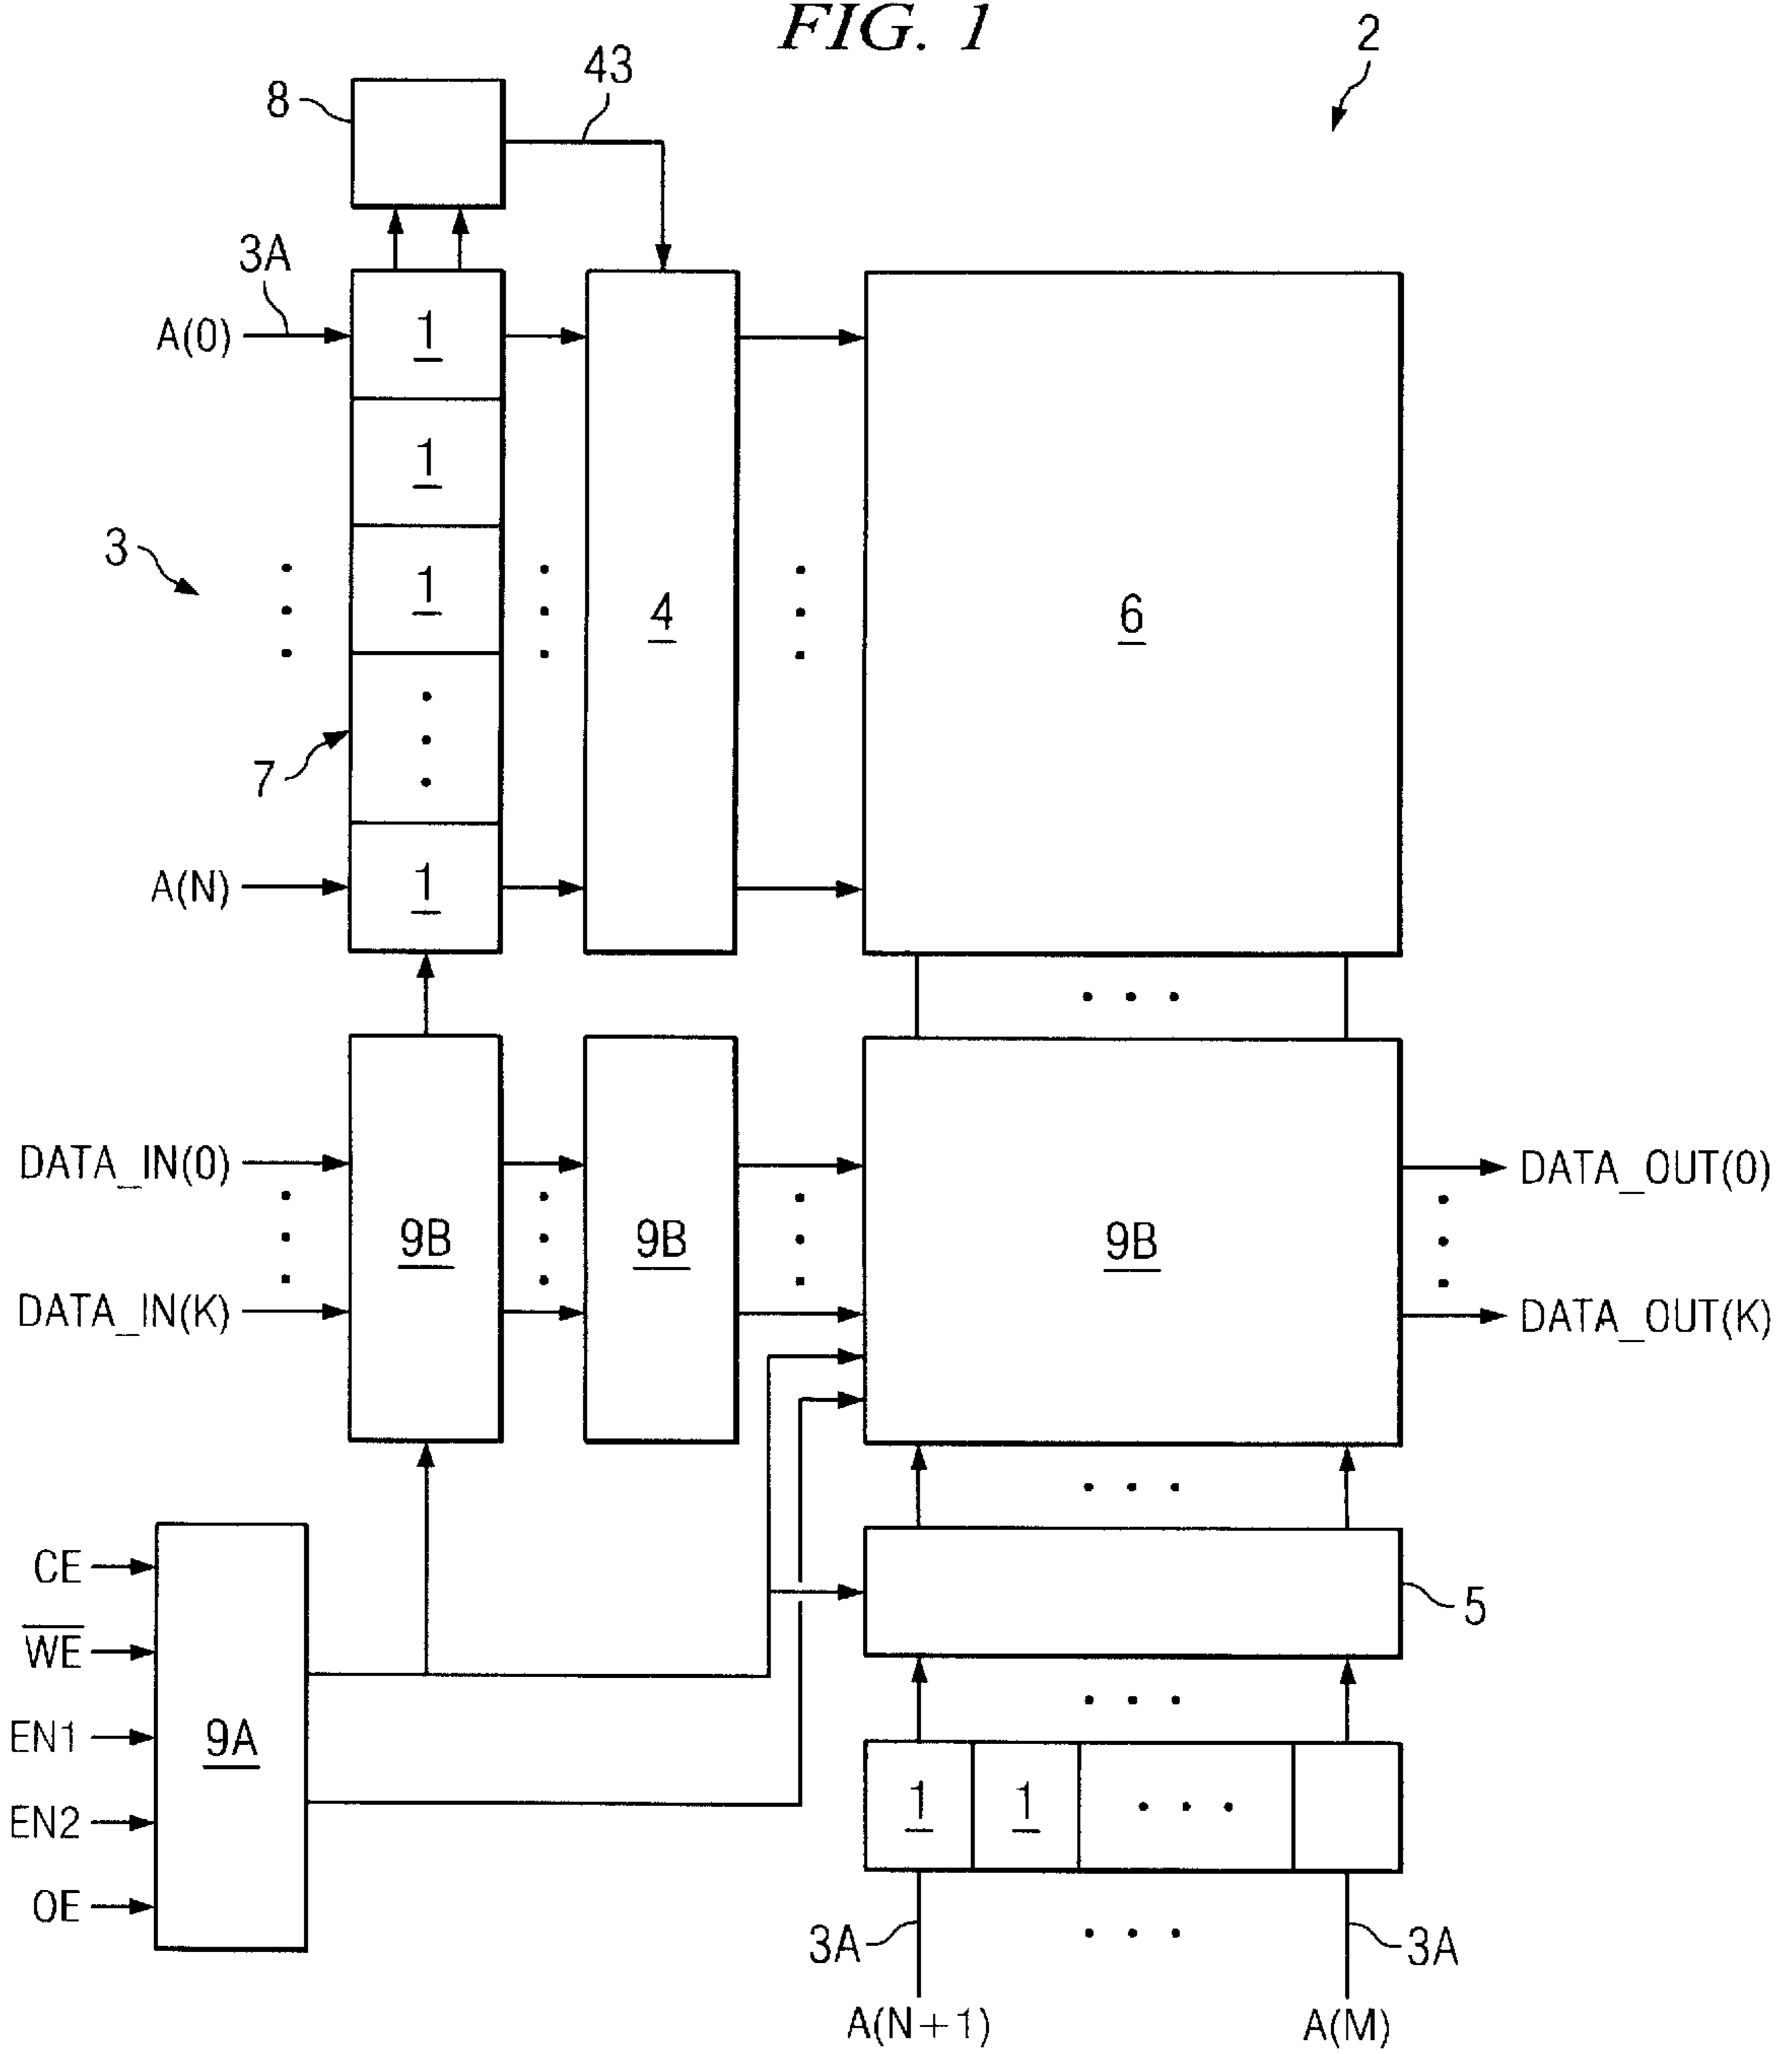 FIG. 1
2
43
8
3A
A(0)
1
1
3
1
4
6
7
A(N)
1
DATA_IN(0)
DATA_OUT(0)
9B
9B
9B
DATA_IN(K)
DATA_OUT(K)
CE
5
WE
EN1
9A
EN2
1
1
OE
3A
3A
A(N+1)
A(M)